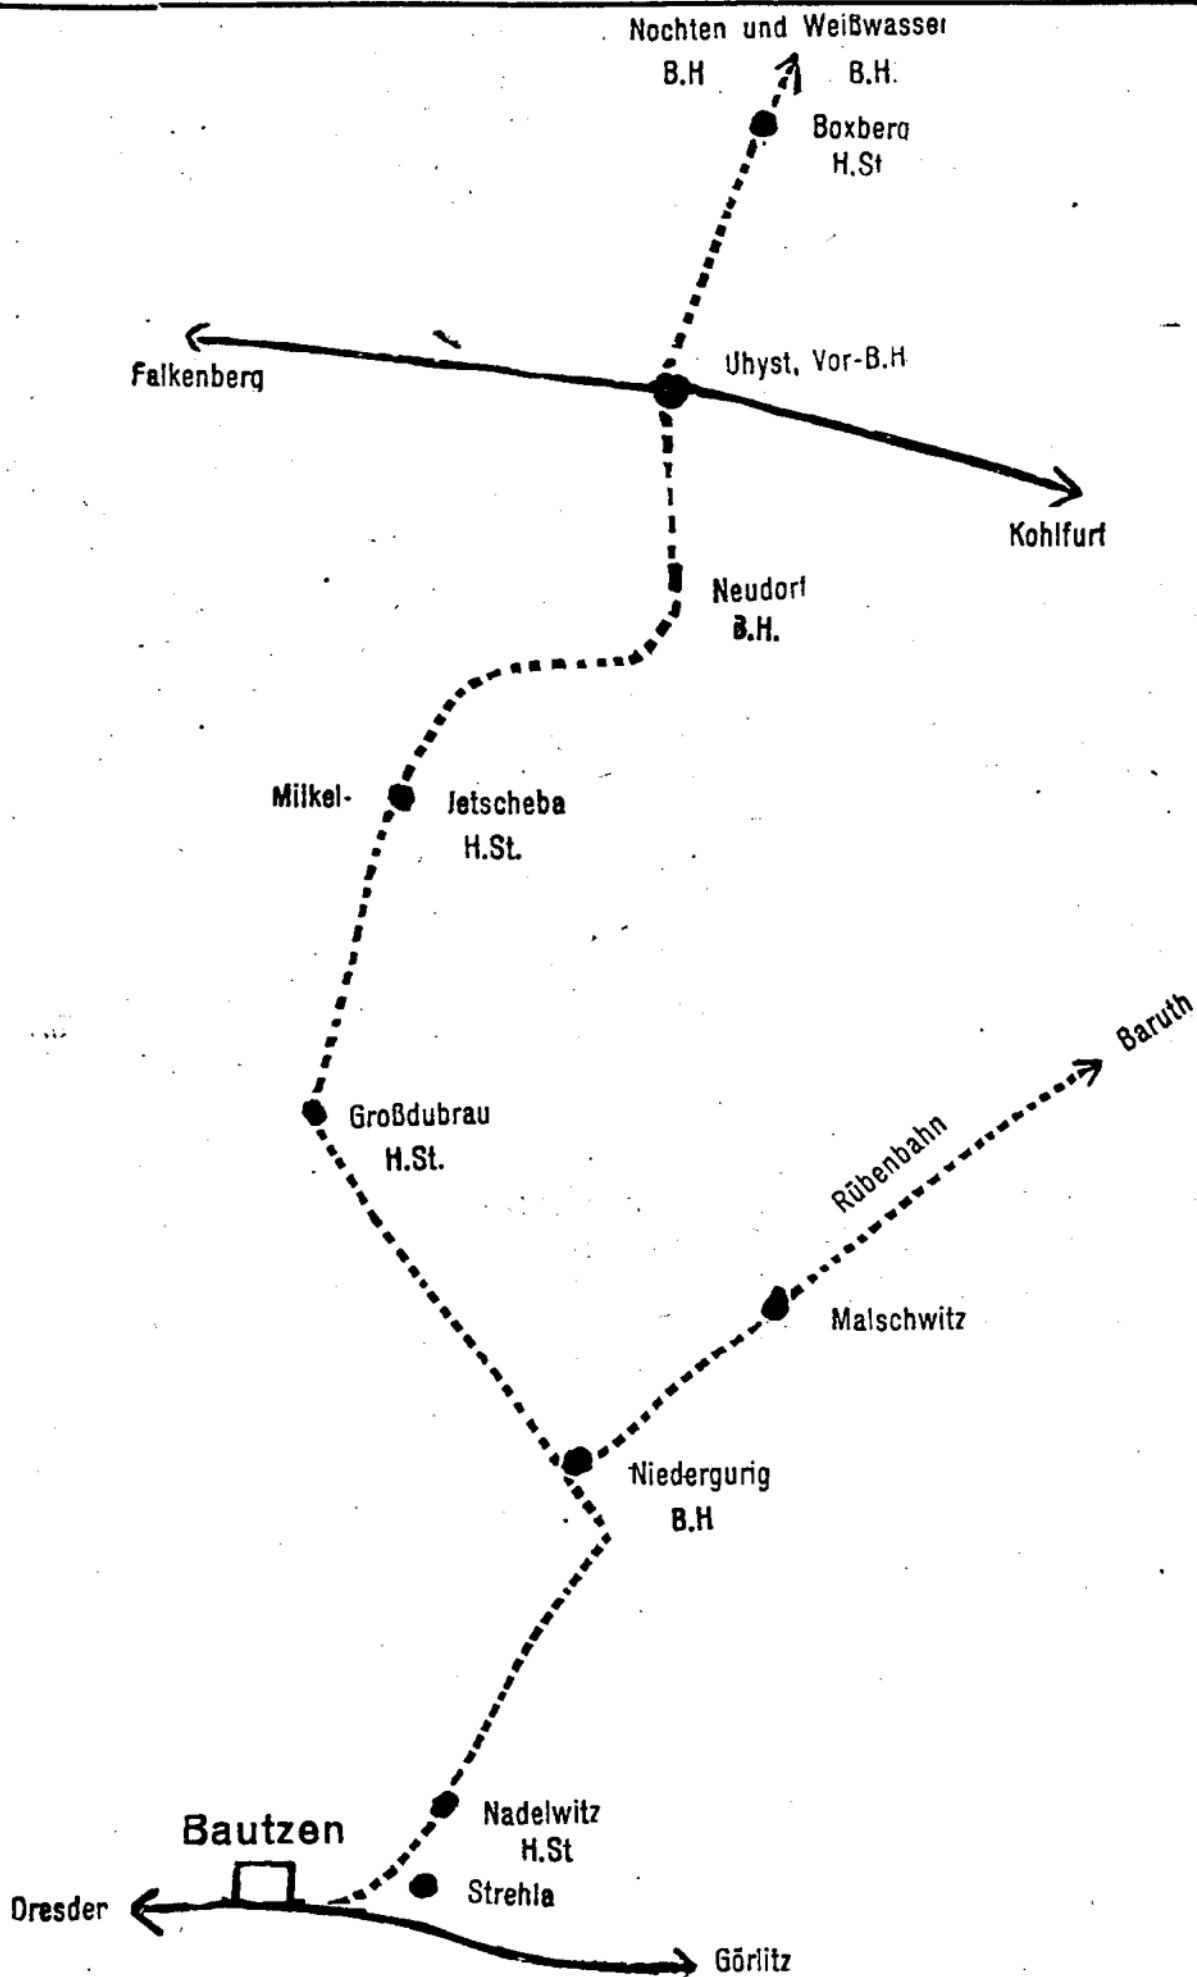 Nochten und Weißwasser
B.H B.H.
Boxberg
H.St
Falkenberg
Uhyst, Vor-B.H
Kohlfurt
Neudorf
B.H.
Milkel- Jetscheba
H.St.
Baruth
Großdubrau
H.St.
Rübenbahn
Malschwitz
Niedergurig
B.H
Nadelwitz
H.St
Bautzen
Strehla
Dresder
Görlitz